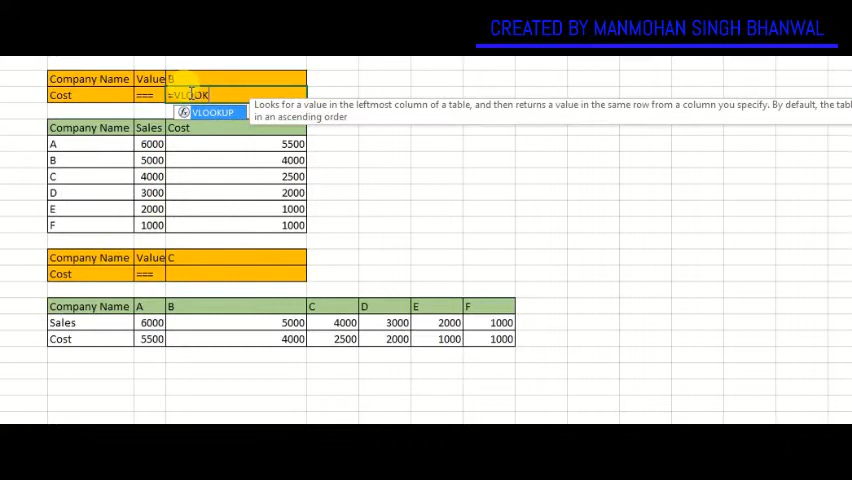 CREATED BY MANMOHAN SINGH BHANWAL
Company Name Value B
Cost === =VLOOK
Looks for a value in the leftmost column of a table, and then returns a value in the same row from a column you specify. By default, the tabl
in an ascending order
VLOOKUP
Company Name Sales Cost
A 6000 5500
B 5000 4000
C 4000 2500
D 3000 2000
E 2000 1000
F 1000 1000
Company Name Value C
Cost ===
Company Name A B C D E F
Sales 6000 5000 4000 3000 2000 1000
Cost 5500 4000 2500 2000 1000 1000